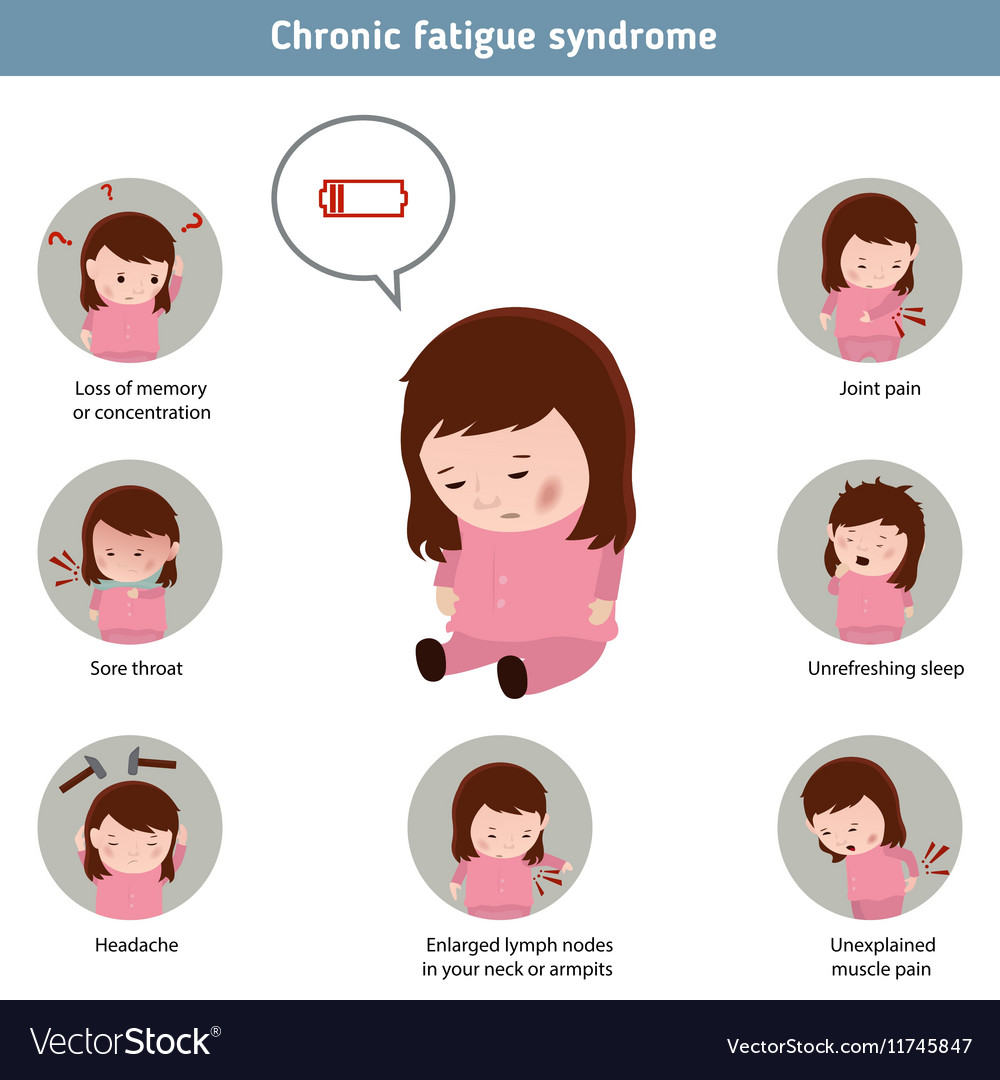 Chronic fatigue syndrome
? ? ?
Loss of memory
or concentration
Joint pain
Sore throat
Unrefreshing sleep
Headache
Enlarged lymph nodes
in your neck or armpits
Unexplained
muscle pain
VectorStock®
VectorStock.com/11745847